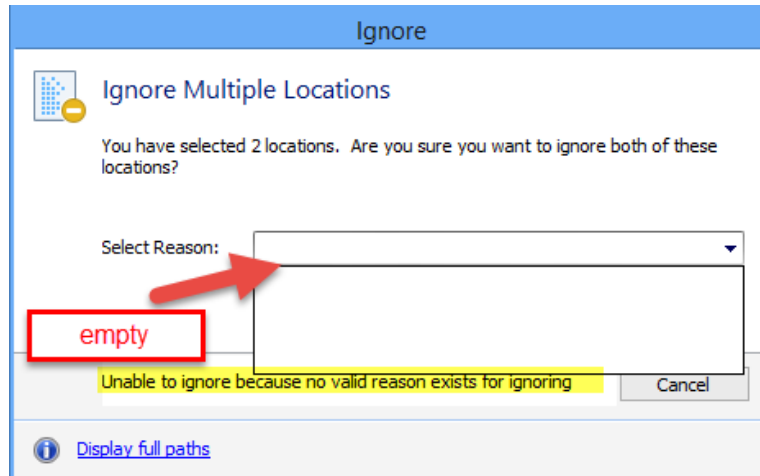 Ignore
Ignore Multiple Locations
You have selected 2 locations.  Are you sure you want to ignore both of these
locations?
Select Reason:
empty
Unable to ignore because no valid reason exists for ignoring
Cancel
Display full paths